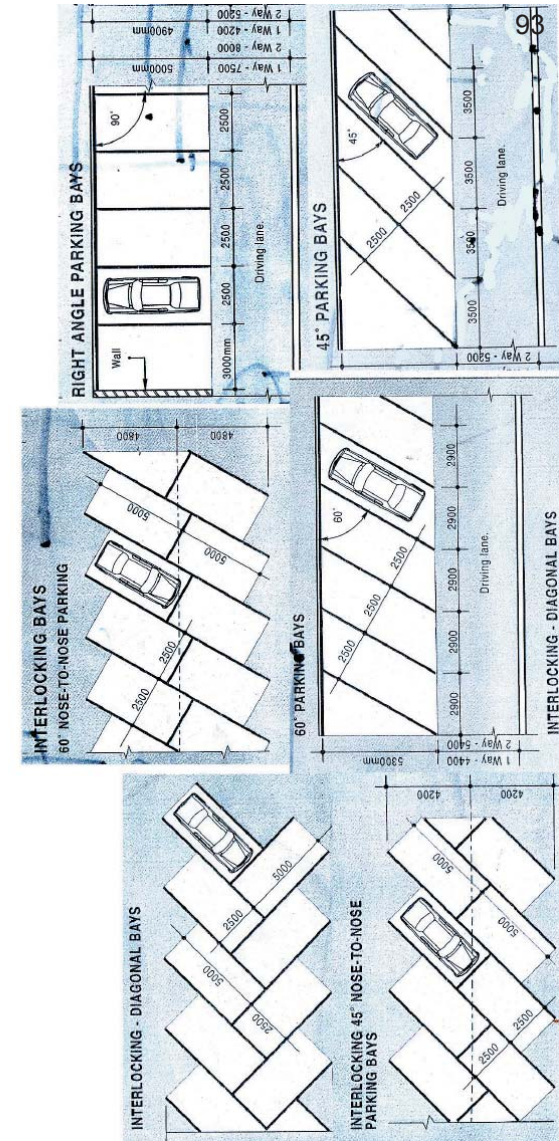 93
RIGHT ANGLE PARKING BAYS
Wall
90°
3000mm
2500
2500
2500
2500
Driving lane.
5000mm
4900mm
1 Way - 7500
2 Way - 8000
1 Way - 4200
2 Way - 5200
45° PARKING BAYS
45°
2500
2500
3500
3500
3500
3500
Driving lane.
2 Way - 5200
INTERLOCKING BAYS
60° NOSE-TO-NOSE PARKING
2500
2500
5000
5000
4800
4800
60° PARKING BAYS
60°
2500
2500
2900
2900
2900
2900
2900
Driving lane.
5300mm
1 Way - 4400
2 Way - 5400
INTERLOCKING - DIAGONAL BAYS
INTERLOCKING - DIAGONAL BAYS
5000
2500
2500
5000
INTERLOCKING 45° NOSE-TO-NOSE
PARKING BAYS
2500
2500
5000
5000
4200
4200